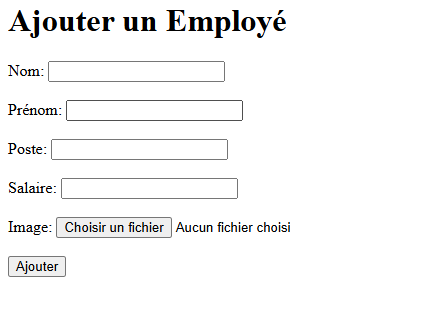 Ajouter un Employé
Nom:
Prénom:
Poste:
Salaire:
Image: Choisir un fichier Aucun fichier choisi
Ajouter